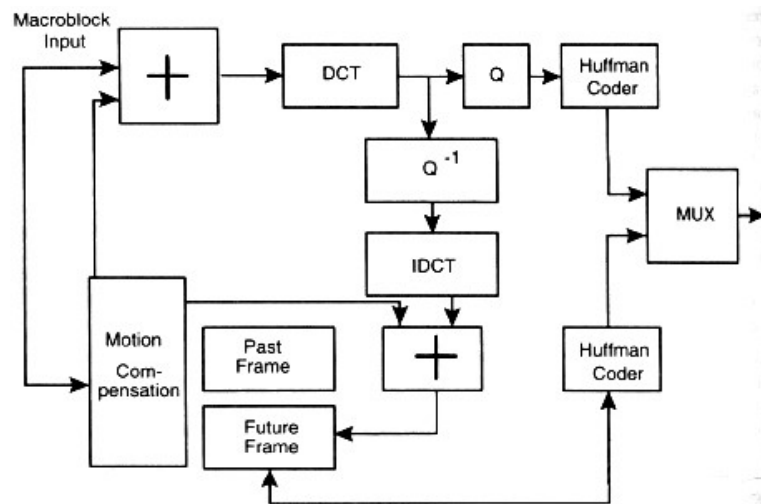 Macroblock
Input
+
DCT
Q
Huffman
Coder
Q -1
MUX
IDCT
Motion
Com-
pensation
Past
Frame
+
Huffman
Coder
Future
Frame